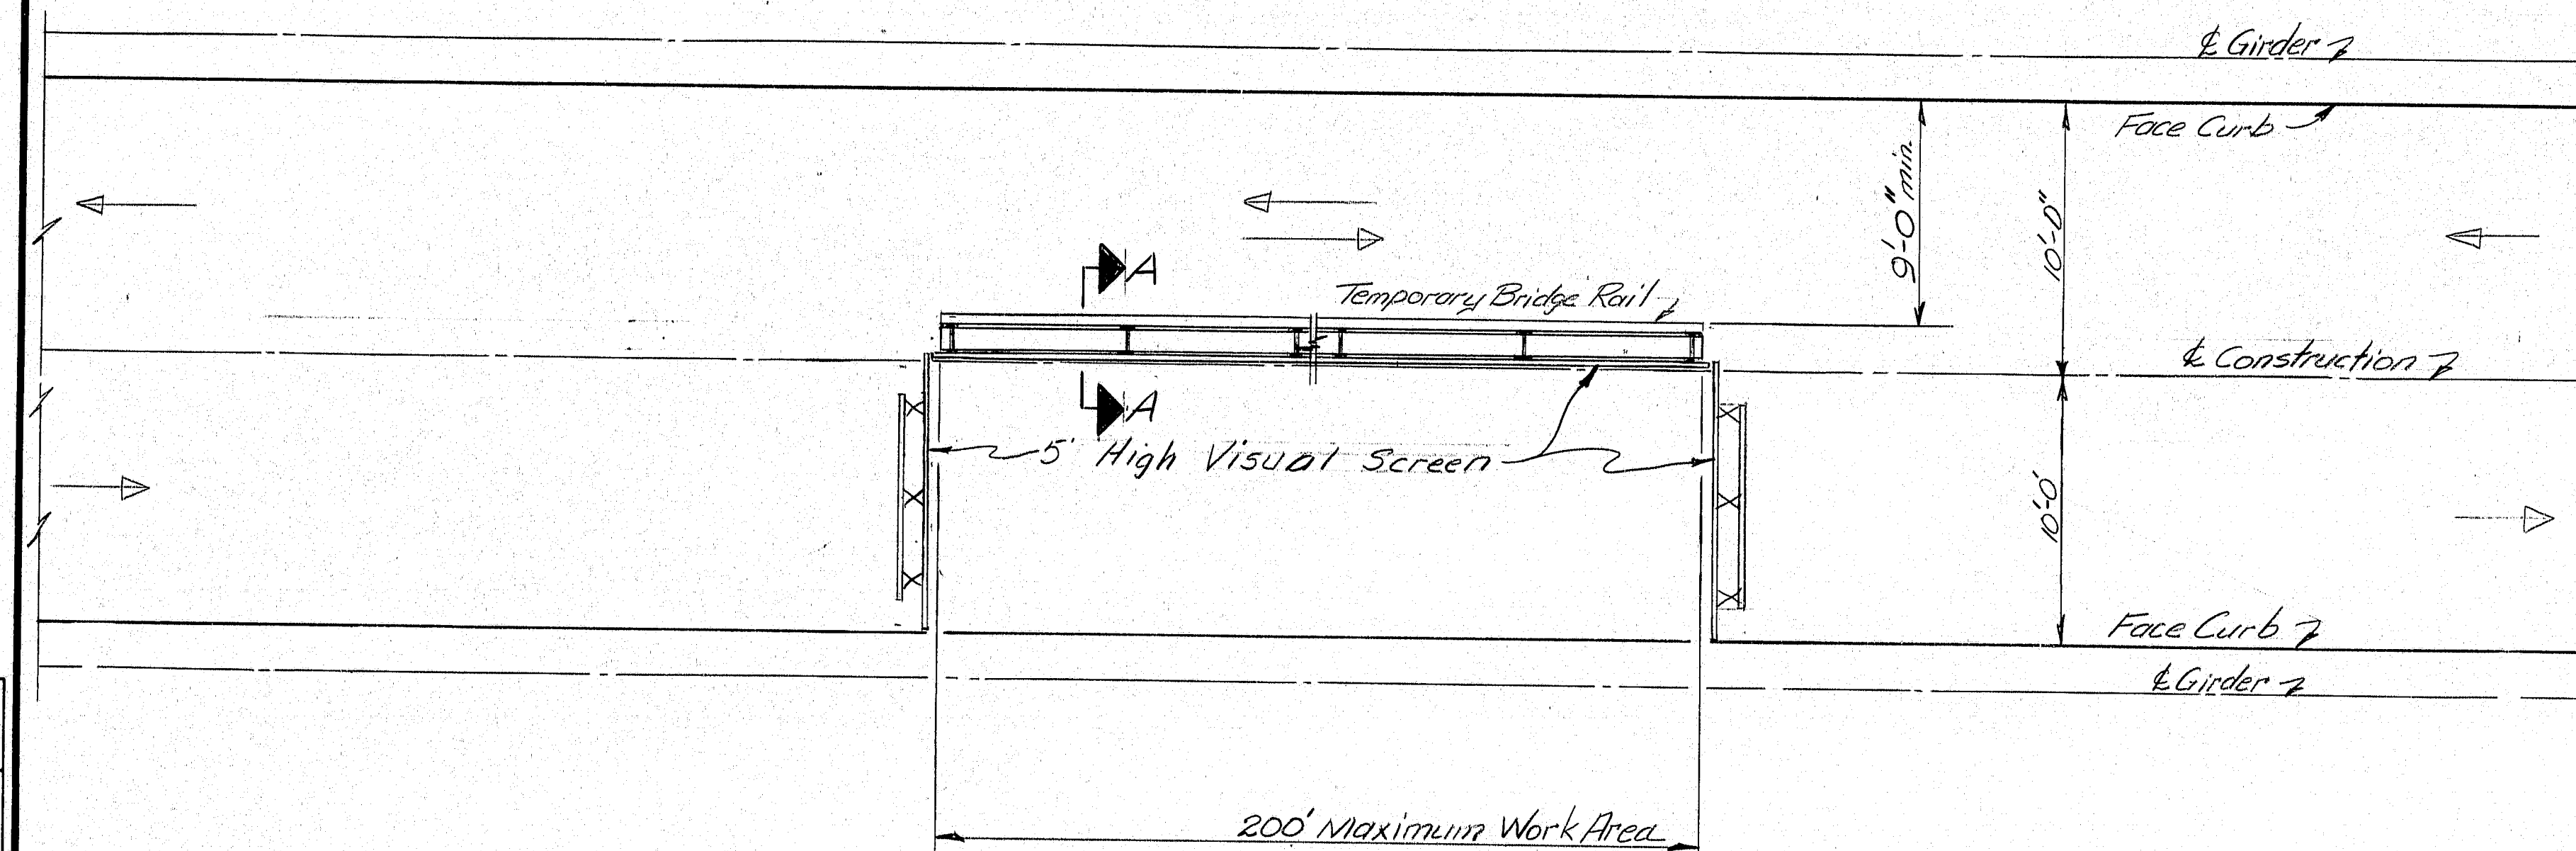 ℄ Girder
Face Curb
9'-0" min.
10'-0"
A
Temporary Bridge Rail
℄ Construction
A
5' High Visual Screen
10'-0'
Face Curb
℄ Girder
200' Maximum Work Area